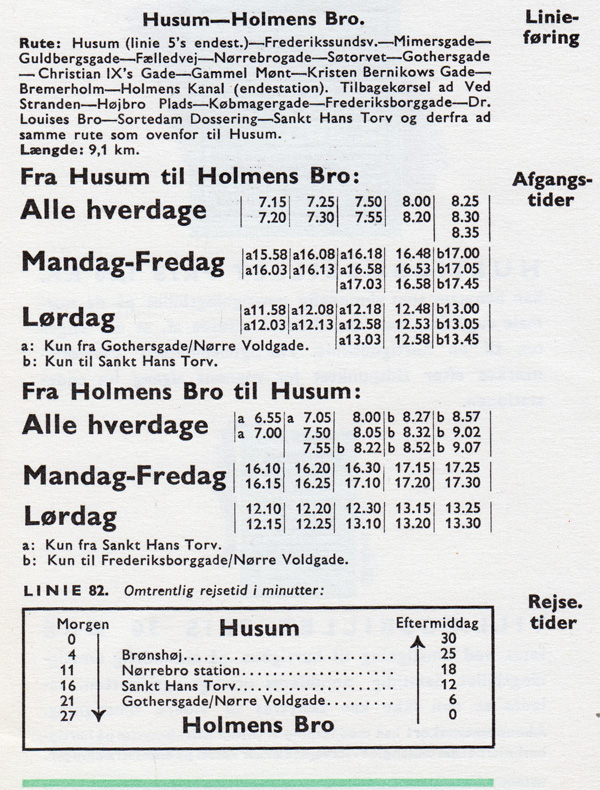 Husum—Holmens Bro.
Linie-
føring
Rute: Husum (linie 5's endest.)—Frederikssundsv.—Mimersgade—
Guldbergsgade—Fælledvej—Nørrebrogade—Søtorvet—Gothersgade
— Christian IX's Gade—Gammel Mønt—Kristen Bernikows Gade—
Bremerholm—Holmens Kanal (endestation). Tilbagekørsel ad Ved
Stranden—Højbro Plads—Købmagergade—Frederiksborggade—Dr.
Louises Bro—Sortedam Dossering—Sankt Hans Torv og derfra ad
samme rute som ovenfor til Husum.
Længde: 9,1 km.
Fra Husum til Holmens Bro:
Afgangs-
tider
Alle hverdage
7.15 7.25 7.50 8.00 8.25
7.20 7.30 7.55 8.20 8.30
8.35
Mandag-Fredag
a15.58 a16.08 a16.18 16.48 b17.00
a16.03 a16.13 a16.58 16.53 b17.05
a17.03 16.58 b17.45
Lørdag
a11.58 a12.08 a12.18 12.48 b13.00
a12.03 a12.13 a12.58 12.53 b13.05
a13.03 12.58 b13.45
a: Kun fra Gothersgade/Nørre Voldgade.
b: Kun til Sankt Hans Torv.
Fra Holmens Bro til Husum:
Alle hverdage
a 6.55 a 7.05 8.00 b 8.27 b 8.57
a 7.00 7.50 8.05 b 8.32 b 9.02
7.55 b 8.22 b 8.52 b 9.07
Mandag-Fredag
16.10 16.20 16.30 17.15 17.25
16.15 16.25 17.10 17.20 17.30
Lørdag
12.10 12.20 12.30 13.15 13.25
12.15 12.25 13.10 13.20 13.30
a: Kun fra Sankt Hans Torv.
b: Kun til Frederiksborggade/Nørre Voldgade.
LINIE 82. Omtrentlig rejsetid i minutter:
Rejse.
tider
Morgen Husum Eftermiddag
0 30
4 Brønshøj 25
11 Nørrebro station 18
16 Sankt Hans Torv 12
21 Gothersgade/Nørre Voldgade 6
27 Holmens Bro 0